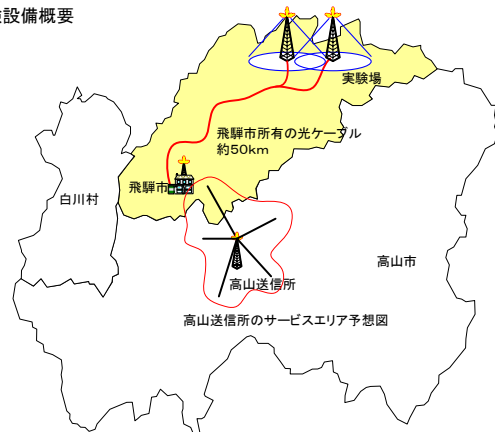 設備概要
実験場
飛騨市所有の光ケーブル
約50km
飛騨市
白川村
高山市
高山送信所
高山送信所のサービスエリア予想図